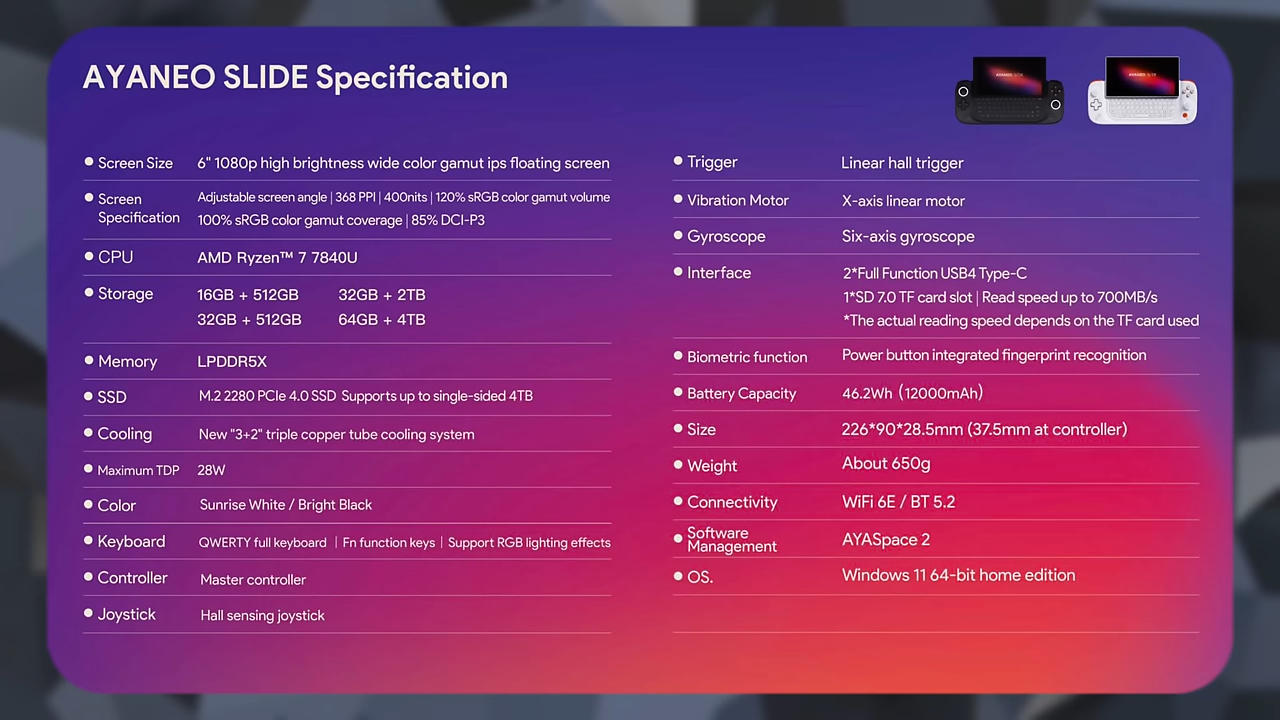 AYANEO SLIDE Specification
Screen Size 6" 1080p high brightness wide color gamut ips floating screen
Screen Specification Adjustable screen angle | 368 PPI | 400nits | 120% sRGB color gamut volume
100% sRGB color gamut coverage | 85% DCI-P3
CPU AMD Ryzen™ 7 7840U
Storage 16GB + 512GB 32GB + 2TB
32GB + 512GB 64GB + 4TB
Memory LPDDR5X
SSD M.2 2280 PCIe 4.0 SSD Supports up to single-sided 4TB
Cooling New "3+2" triple copper tube cooling system
Maximum TDP 28W
Color Sunrise White / Bright Black
Keyboard QWERTY full keyboard | Fn function keys | Support RGB lighting effects
Controller Master controller
Joystick Hall sensing joystick
Trigger Linear hall trigger
Vibration Motor X-axis linear motor
Gyroscope Six-axis gyroscope
Interface 2*Full Function USB4 Type-C
1*SD 7.0 TF card slot | Read speed up to 700MB/s
*The actual reading speed depends on the TF card used
Biometric function Power button integrated fingerprint recognition
Battery Capacity 46.2Wh (12000mAh)
Size 226*90*28.5mm (37.5mm at controller)
Weight About 650g
Connectivity WiFi 6E / BT 5.2
Software Management AYASpace 2
OS. Windows 11 64-bit home edition